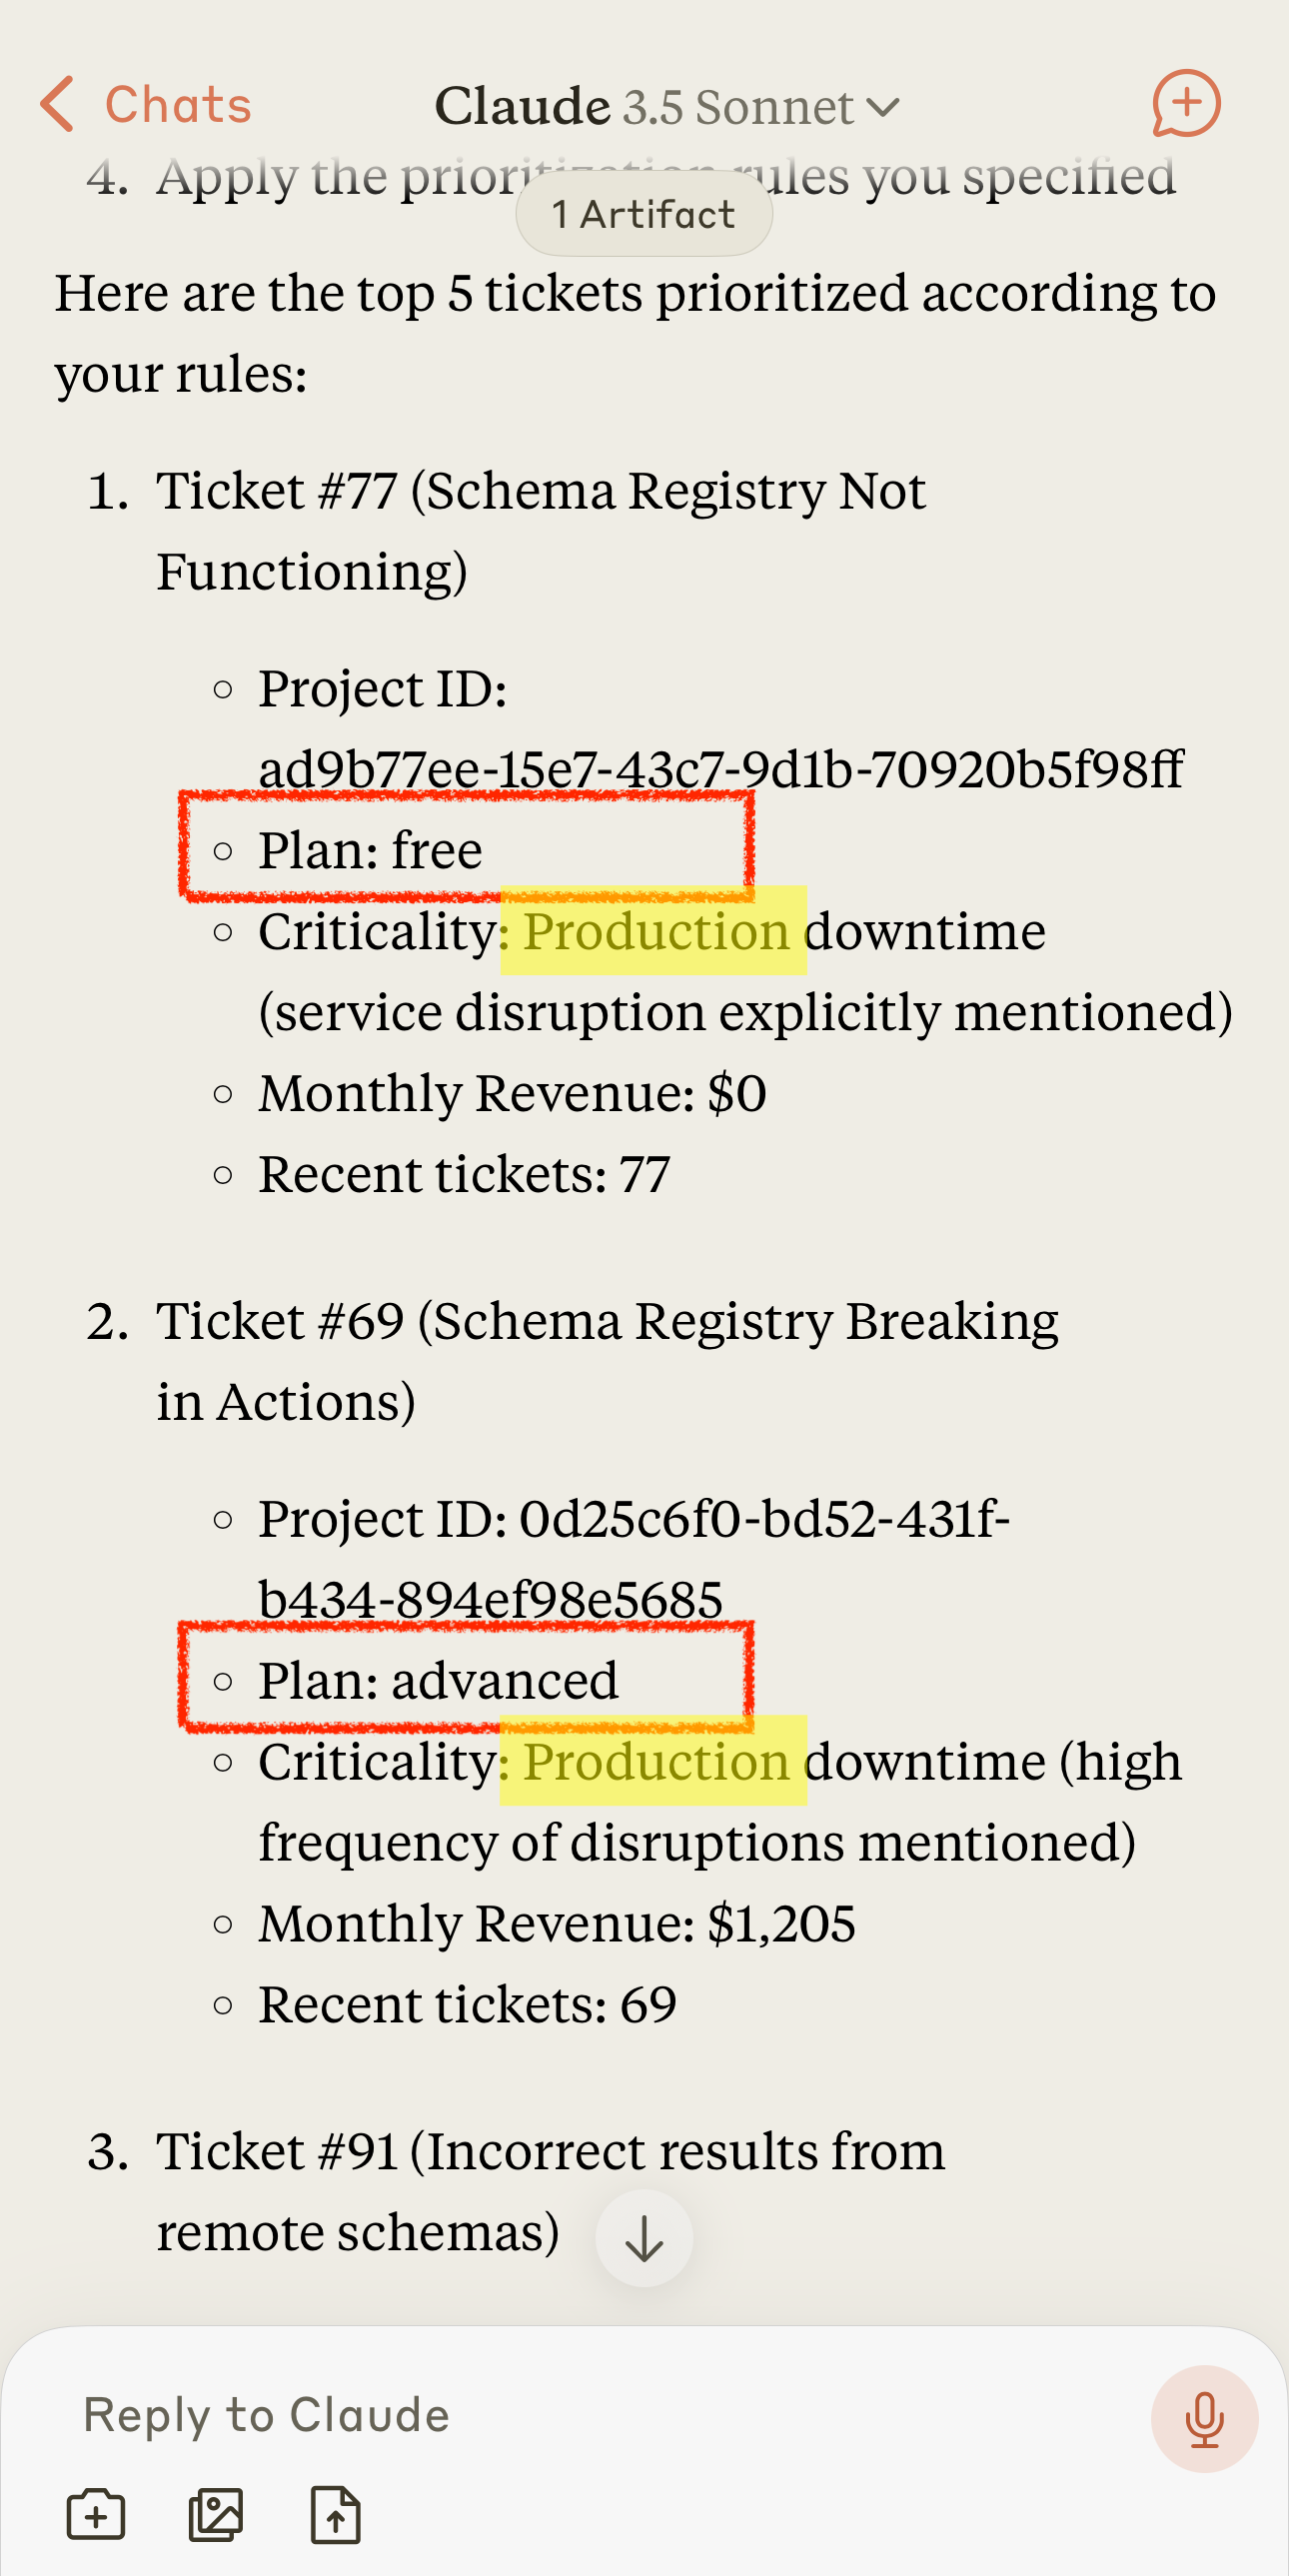 Chats
Claude 3.5 Sonnet
4. Apply the prioritization rules you specified
1 Artifact
Here are the top 5 tickets prioritized according to
your rules:
1. Ticket #77 (Schema Registry Not
Functioning)
Project ID:
ad9b77ee-15e7-43c7-9d1b-70920b5f98ff
Plan: free
Criticality: Production downtime
(service disruption explicitly mentioned)
Monthly Revenue: $0
Recent tickets: 77
2. Ticket #69 (Schema Registry Breaking
in Actions)
Project ID: 0d25c6f0-bd52-431f-
b434-894ef98e5685
Plan: advanced
Criticality: Production downtime (high
frequency of disruptions mentioned)
Monthly Revenue: $1,205
Recent tickets: 69
3. Ticket #91 (Incorrect results from
remote schemas)
Reply to Claude